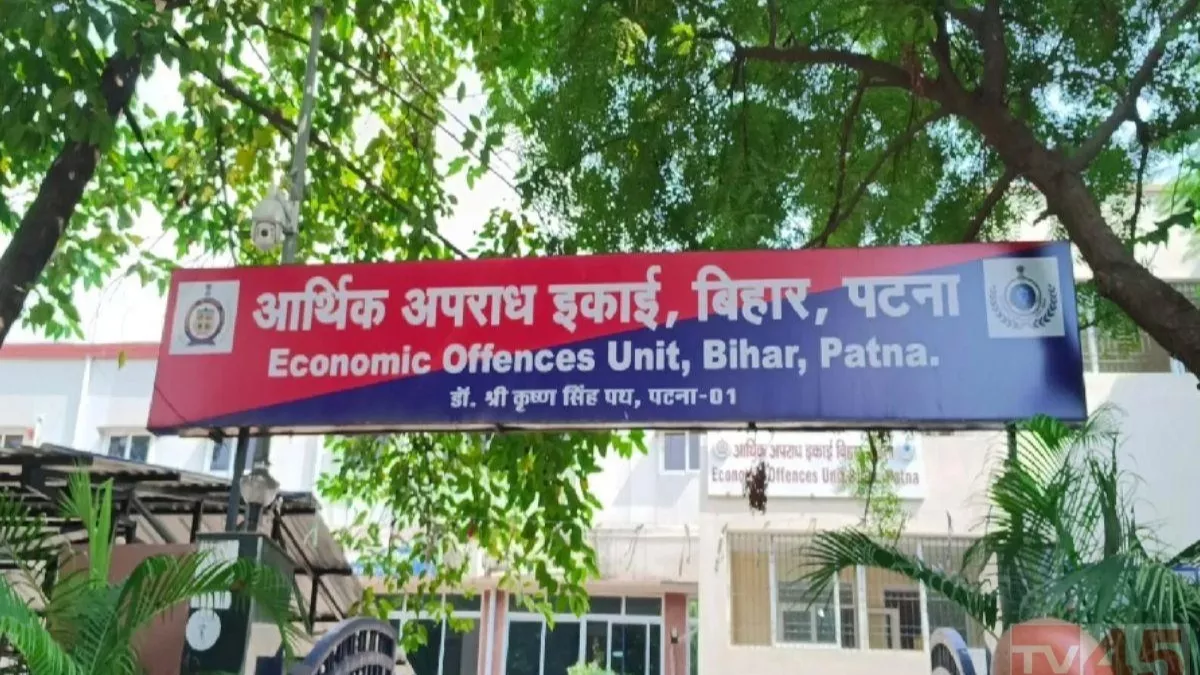 आर्थिक अपराध इकाई, बिहार, पटना
Economic Offences Unit, Bihar, Patna.
डॉ. श्री कृष्ण सिंह पथ, पटना-01
आर्थिक अपराध इकाई बिहार
Economic Offences Unit Patna
TV45